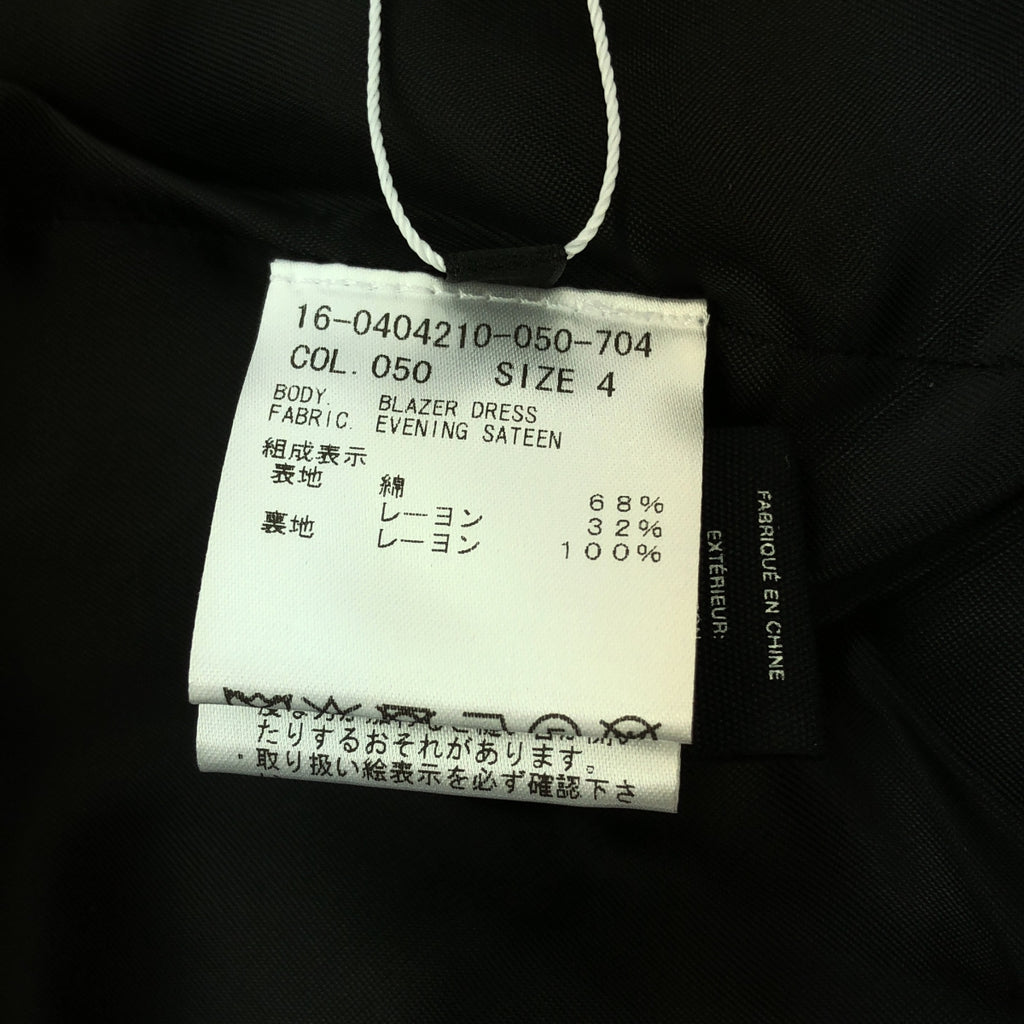 16-0404210-050-704
COL. 050 SIZE 4
BODY. BLAZER DRESS
FABRIC. EVENING SATEEN
組成表示
表地 綿 68%
レーヨン 32%
裏地 レーヨン 100%
たりするおそれがあります。
・取り扱い絵表示を必ず確認下さ
FABRIQUÉ EN CHINE
EXTÉRIEUR: